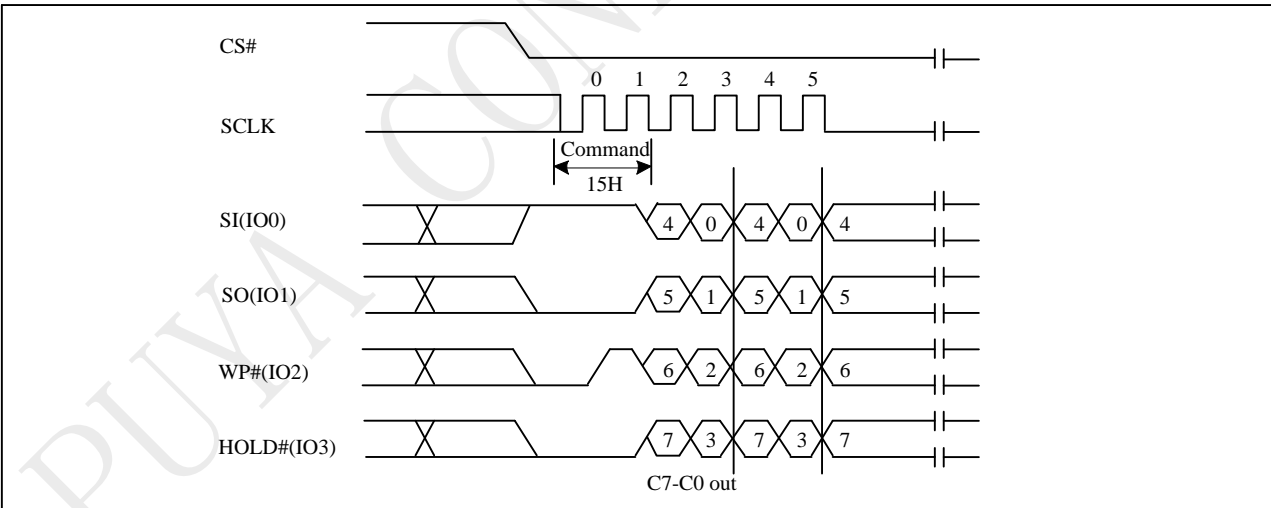 CS#
0 1 2 3 4 5
SCLK
Command
15H
SI(IO0) 4 0 4 0 4
SO(IO1) 5 1 5 1 5
WP#(IO2) 6 2 6 2 6
HOLD#(IO3) 7 3 7 3 7
C7-C0 out
PUYA CON